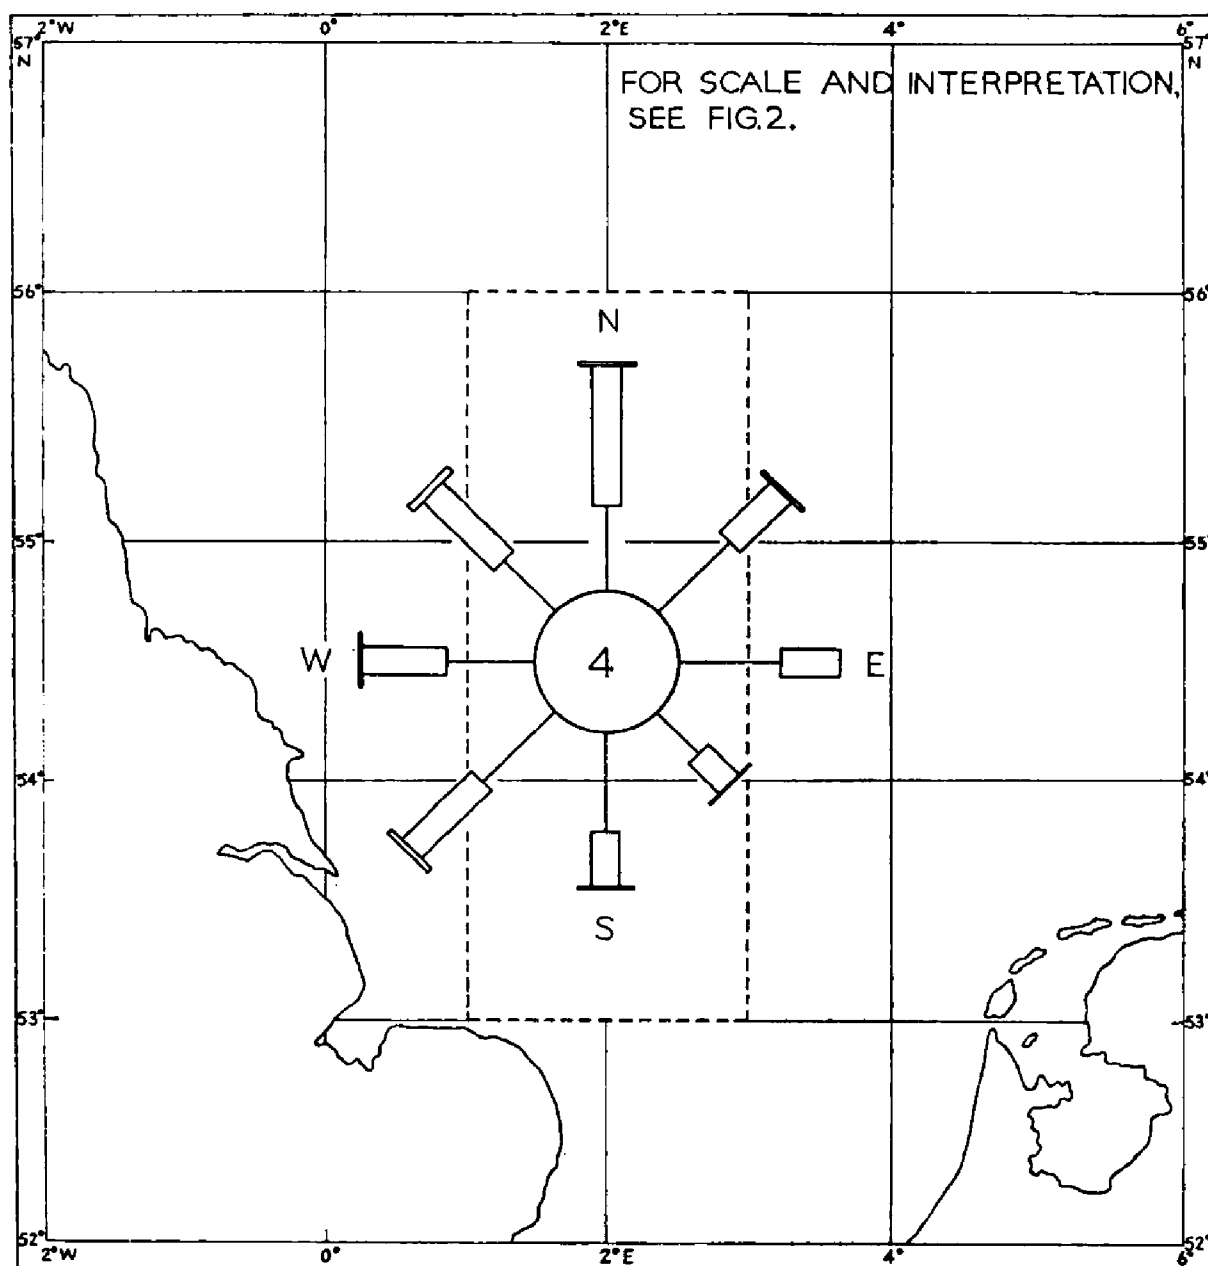 2°W 0° 2°E 4° 6°
57° 57°
N N
FOR SCALE AND INTERPRETATION,
SEE FIG.2.
56° 56°
N
55° 55°
W 4 E
54° 54°
S
53° 53°
52° 52°
2°W 0° 2°E 4° 6°